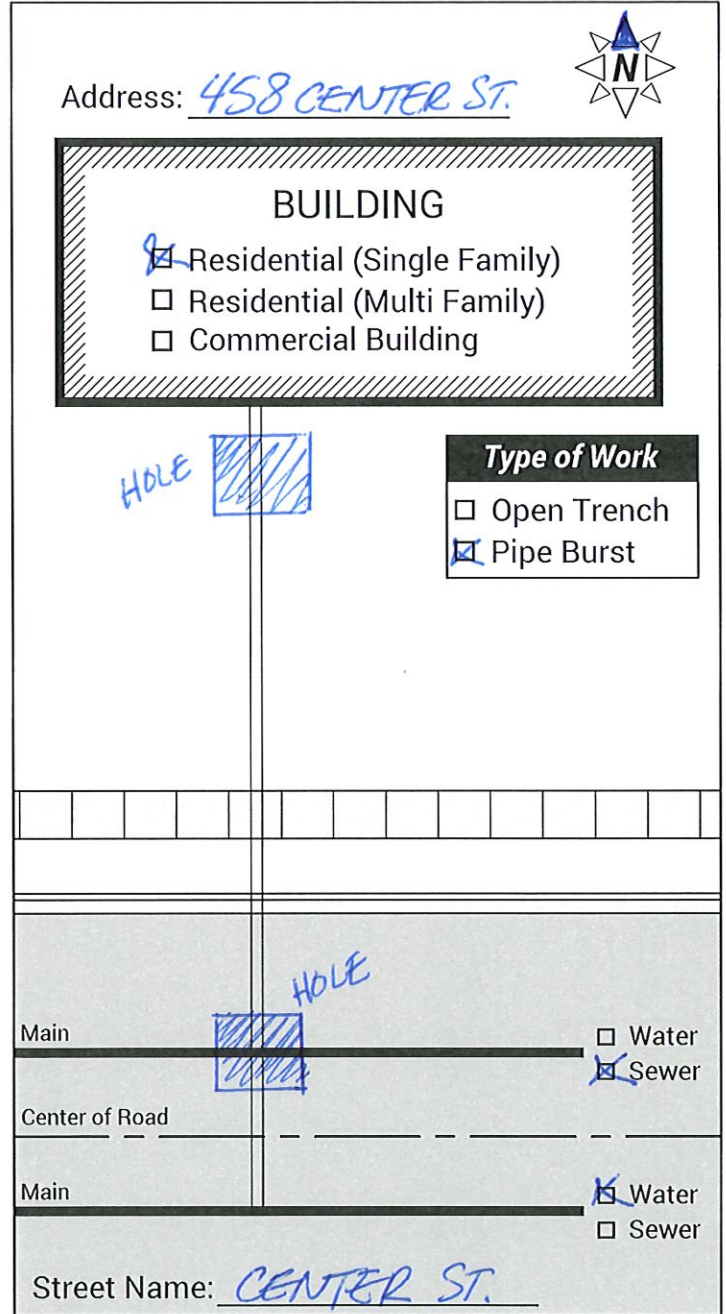 N
Address: 458 CENTER ST.
BUILDING
Residential (Single Family)
Residential (Multi Family)
Commercial Building
HOLE
Type of Work
Open Trench
Pipe Burst
HOLE
Main
Water
Sewer
Center of Road
Main
Water
Sewer
Street Name: CENTER ST.